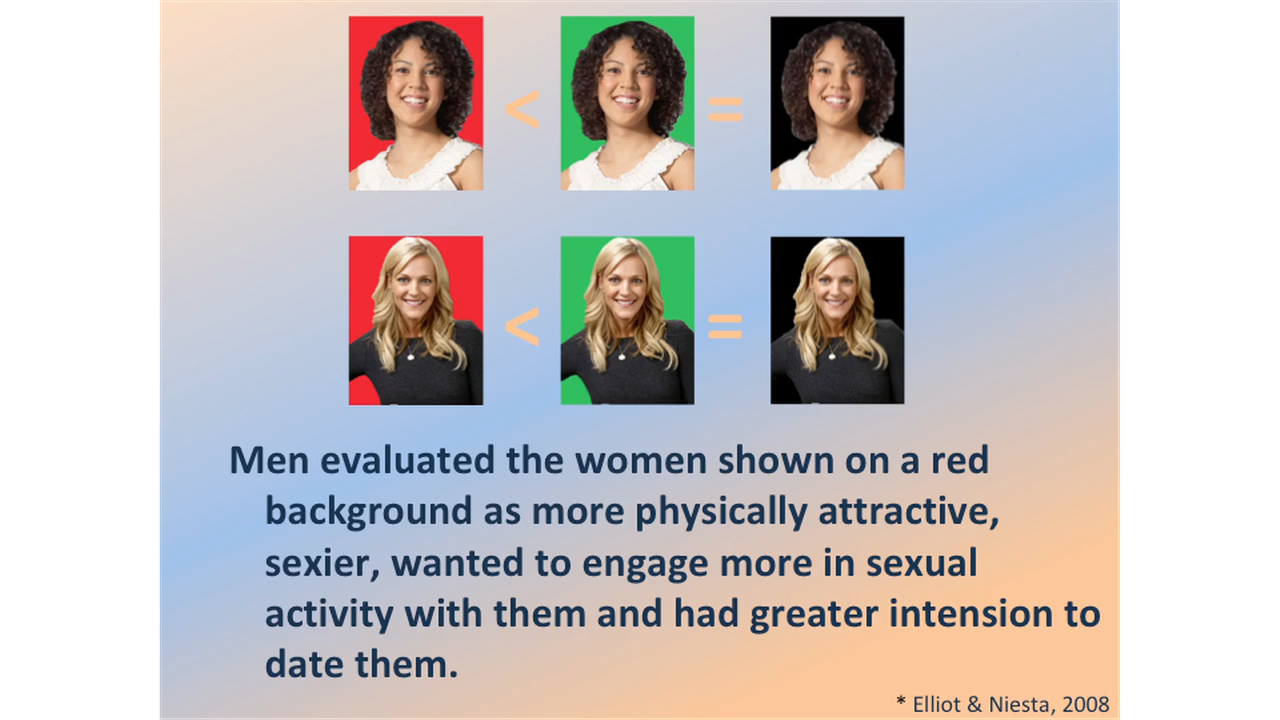 < =
< =
Men evaluated the women shown on a red
background as more physically attractive,
sexier, wanted to engage more in sexual
activity with them and had greater intension to
date them.
* Elliot & Niesta, 2008